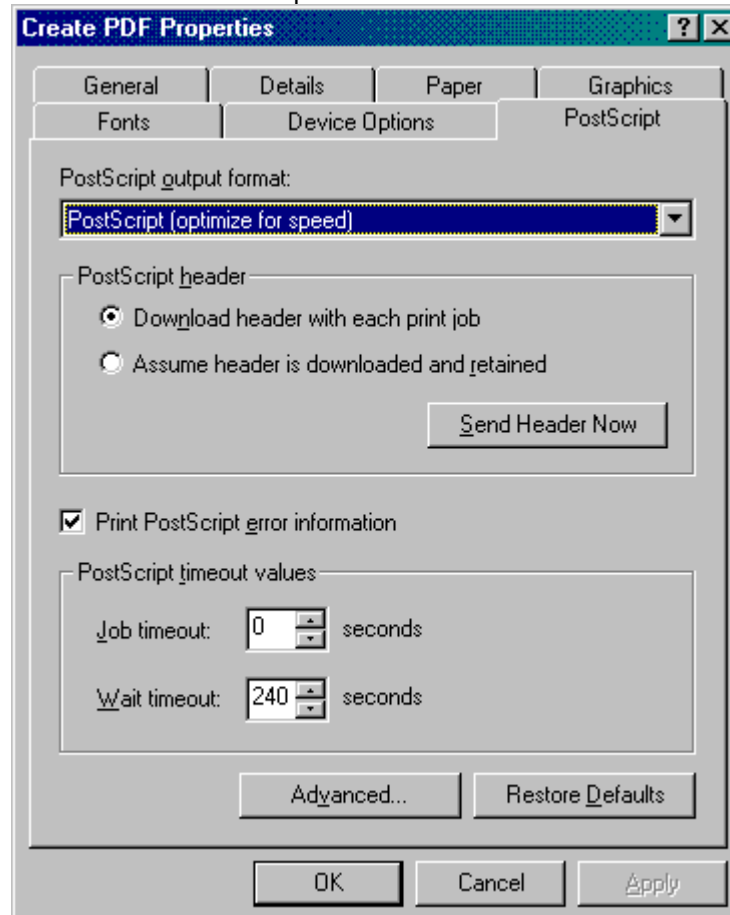 Create PDF Properties
General Details Paper Graphics
Fonts Device Options PostScript
PostScript output format:
PostScript (optimize for speed)
PostScript header
Download header with each print job
Assume header is downloaded and retained
Send Header Now
Print PostScript error information
PostScript timeout values
Job timeout: 0 seconds
Wait timeout: 240 seconds
Advanced... Restore Defaults
OK Cancel Apply